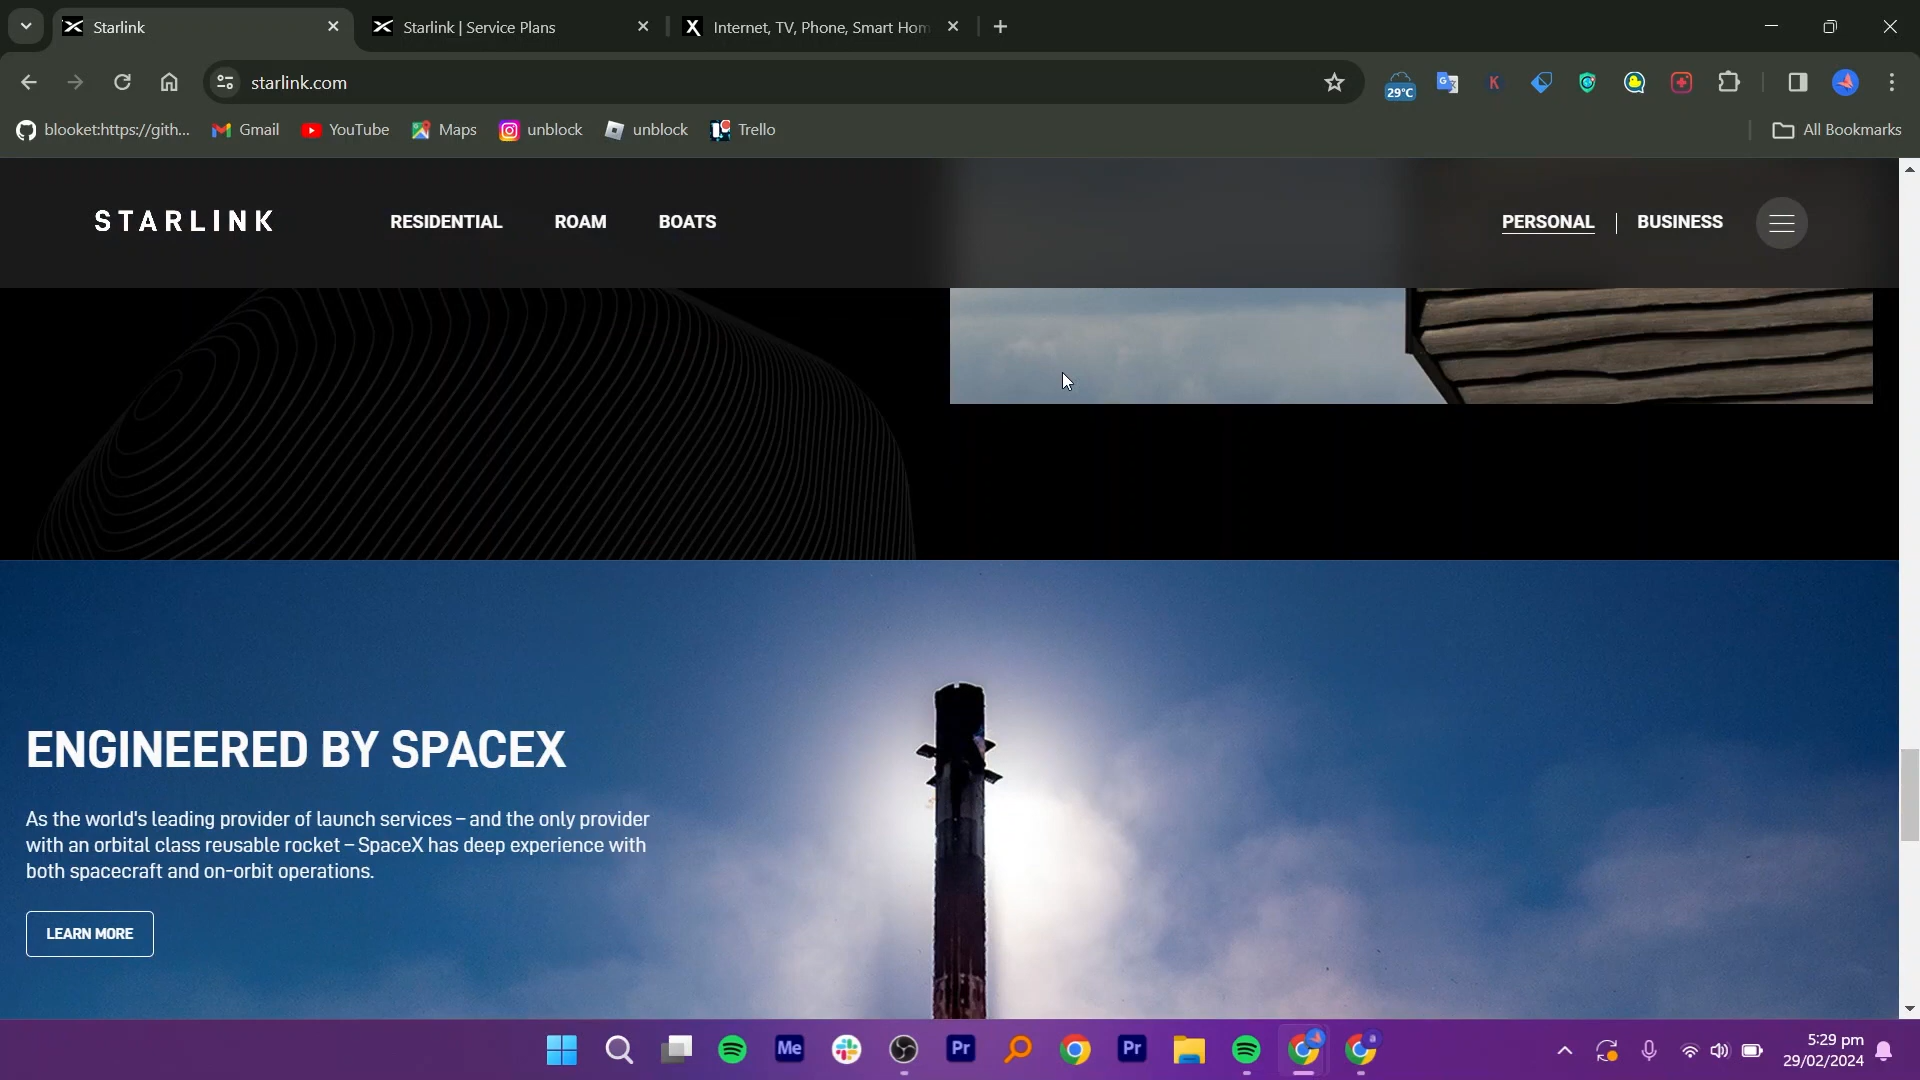 Starlink
Starlink | Service Plans
Internet, TV, Phone, Smart Hom
starlink.com
29°C
K
blooket:https://gith...
Gmail
YouTube
Maps
unblock
unblock
Trello
All Bookmarks
STARLINK
RESIDENTIAL
ROAM
BOATS
PERSONAL
BUSINESS
ENGINEERED BY SPACEX
As the world's leading provider of launch services – and the only provider
with an orbital class reusable rocket – SpaceX has deep experience with
both spacecraft and on-orbit operations.
LEARN MORE
Me
Pr
Pr
a
5:29 pm
29/02/2024